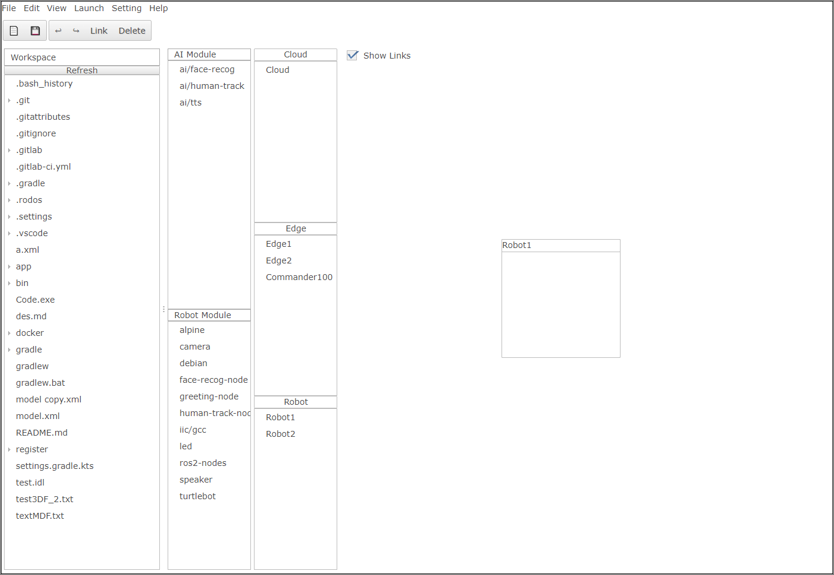 File Edit View Launch Setting Help
Link Delete
Workspace
Refresh
.bash_history
.git
.gitattributes
.gitignore
.gitlab
.gitlab-ci.yml
.gradle
.rodos
.settings
.vscode
a.xml
app
bin
Code.exe
des.md
docker
gradle
gradlew
gradlew.bat
model copy.xml
model.xml
README.md
register
settings.gradle.kts
test.idl
test3DF_2.txt
textMDF.txt
AI Module
ai/face-recog
ai/human-track
ai/tts
Robot Module
alpine
camera
debian
face-recog-node
greeting-node
human-track-noc
iic/gcc
led
ros2-nodes
speaker
turtlebot
Cloud
Cloud
Edge
Edge1
Edge2
Commander100
Robot
Robot1
Robot2
Show Links
Robot1